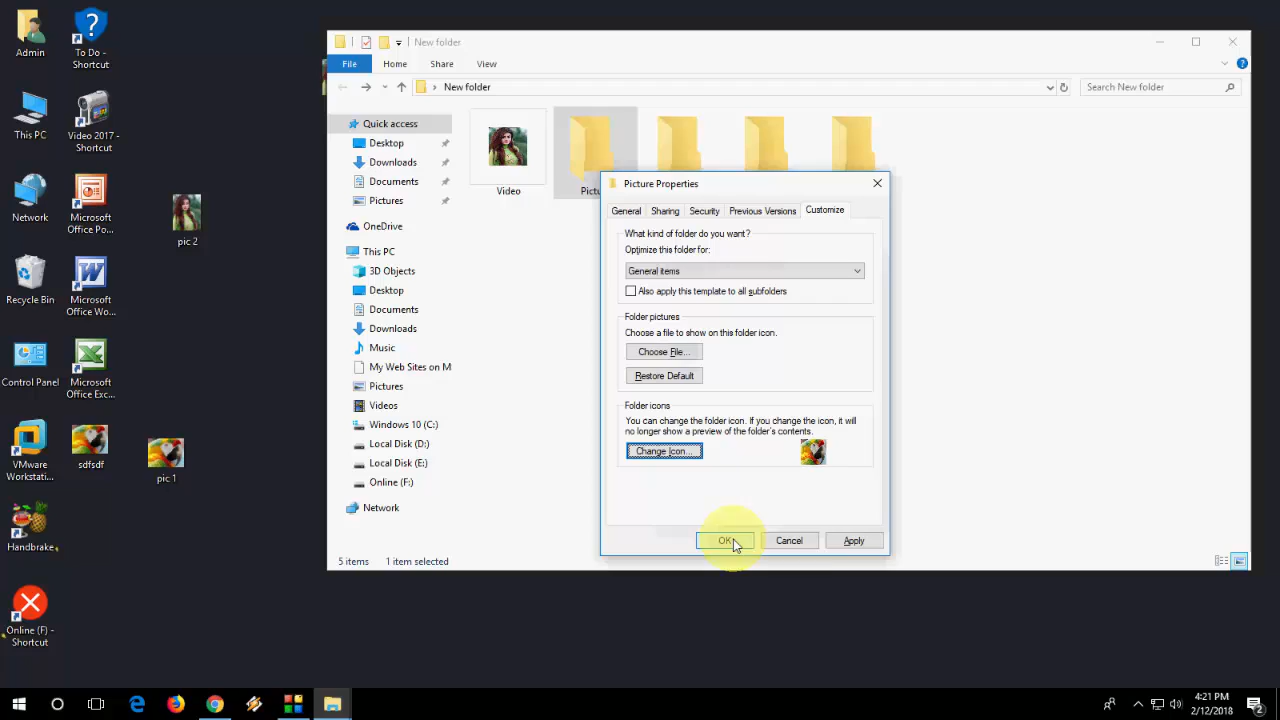 Admin
To Do -
Shortcut
This PC
Video 2017 -
Shortcut
Network
Microsoft
Office Po...
pic 2
Recycle Bin
Microsoft
Office Wo...
Control Panel
Microsoft
Office Exc...
VMware
Workstati...
sdfsdf
pic 1
Handbrake
Online (F) -
Shortcut
New folder
File
Home
Share
View
New folder
Search New folder
Quick access
Desktop
Downloads
Documents
Pictures
OneDrive
This PC
3D Objects
Desktop
Documents
Downloads
Music
My Web Sites on M
Pictures
Videos
Windows 10 (C:)
Local Disk (D:)
Local Disk (E:)
Online (F:)
Network
Video
Pictu
5 items
1 item selected
Picture Properties
General
Sharing
Security
Previous Versions
Customize
What kind of folder do you want?
Optimize this folder for:
General items
Also apply this template to all subfolders
Folder pictures
Choose a file to show on this folder icon.
Choose File...
Restore Default
Folder icons
You can change the folder icon. If you change the icon, it will
no longer show a preview of the folder's contents.
Change Icon...
OK
Cancel
Apply
4:21 PM
2/12/2018
2